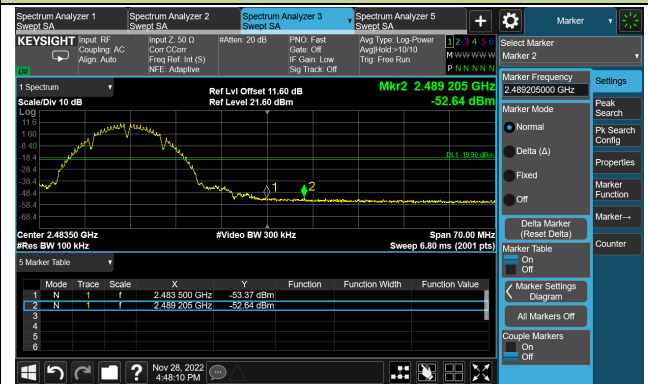 Spectrum Analyzer 1
Swept SA
Spectrum Analyzer 2
Swept SA
Spectrum Analyzer 3
Swept SA
Spectrum Analyzer 5
Swept SA
Marker
KEYSIGHT
Input: RF
Coupling: AC
Align: Auto
Input Z: 50 Ω
Corr CCorr
Freq Ref: Int (S)
NFE: Adaptive
#Atten: 20 dB
PNO: Fast
Gate: Off
IF Gain: Low
Sig Track: Off
Avg Type: Log-Power
Avg|Hold:>10/10
Trig: Free Run
1 2 3 4 5 6
M W W W W W
P N N N N N
Select Marker
Marker 2
1 Spectrum
Scale/Div 10 dB
Ref Lvl Offset 11.60 dB
Ref Level 21.60 dBm
Mkr2 2.489 205 GHz
-52.64 dBm
Log
11.6
1.60
-8.40
-18.4
-28.4
-38.4
-48.4
-58.4
-68.4
DL1 -19.90 dBm
1
2
Center 2.48350 GHz
#Res BW 100 kHz
#Video BW 300 kHz
Span 70.00 MHz
Sweep 6.80 ms (2001 pts)
5 Marker Table
Mode Trace Scale X Y Function Function Width Function Value
1 N 1 f 2.483 500 GHz -53.37 dBm
2 N 1 f 2.489 205 GHz -52.64 dBm
3
4
5
6
Marker Frequency
2.489205000 GHz
Marker Mode
Normal
Delta (Δ)
Fixed
Off
Delta Marker
(Reset Delta)
Marker Table
On
Off
Marker Settings
Diagram
All Markers Off
Couple Markers
On
Off
Settings
Peak
Search
Pk Search
Config
Properties
Marker
Function
Marker→
Counter
?
Nov 28, 2022
4:48:10 PM